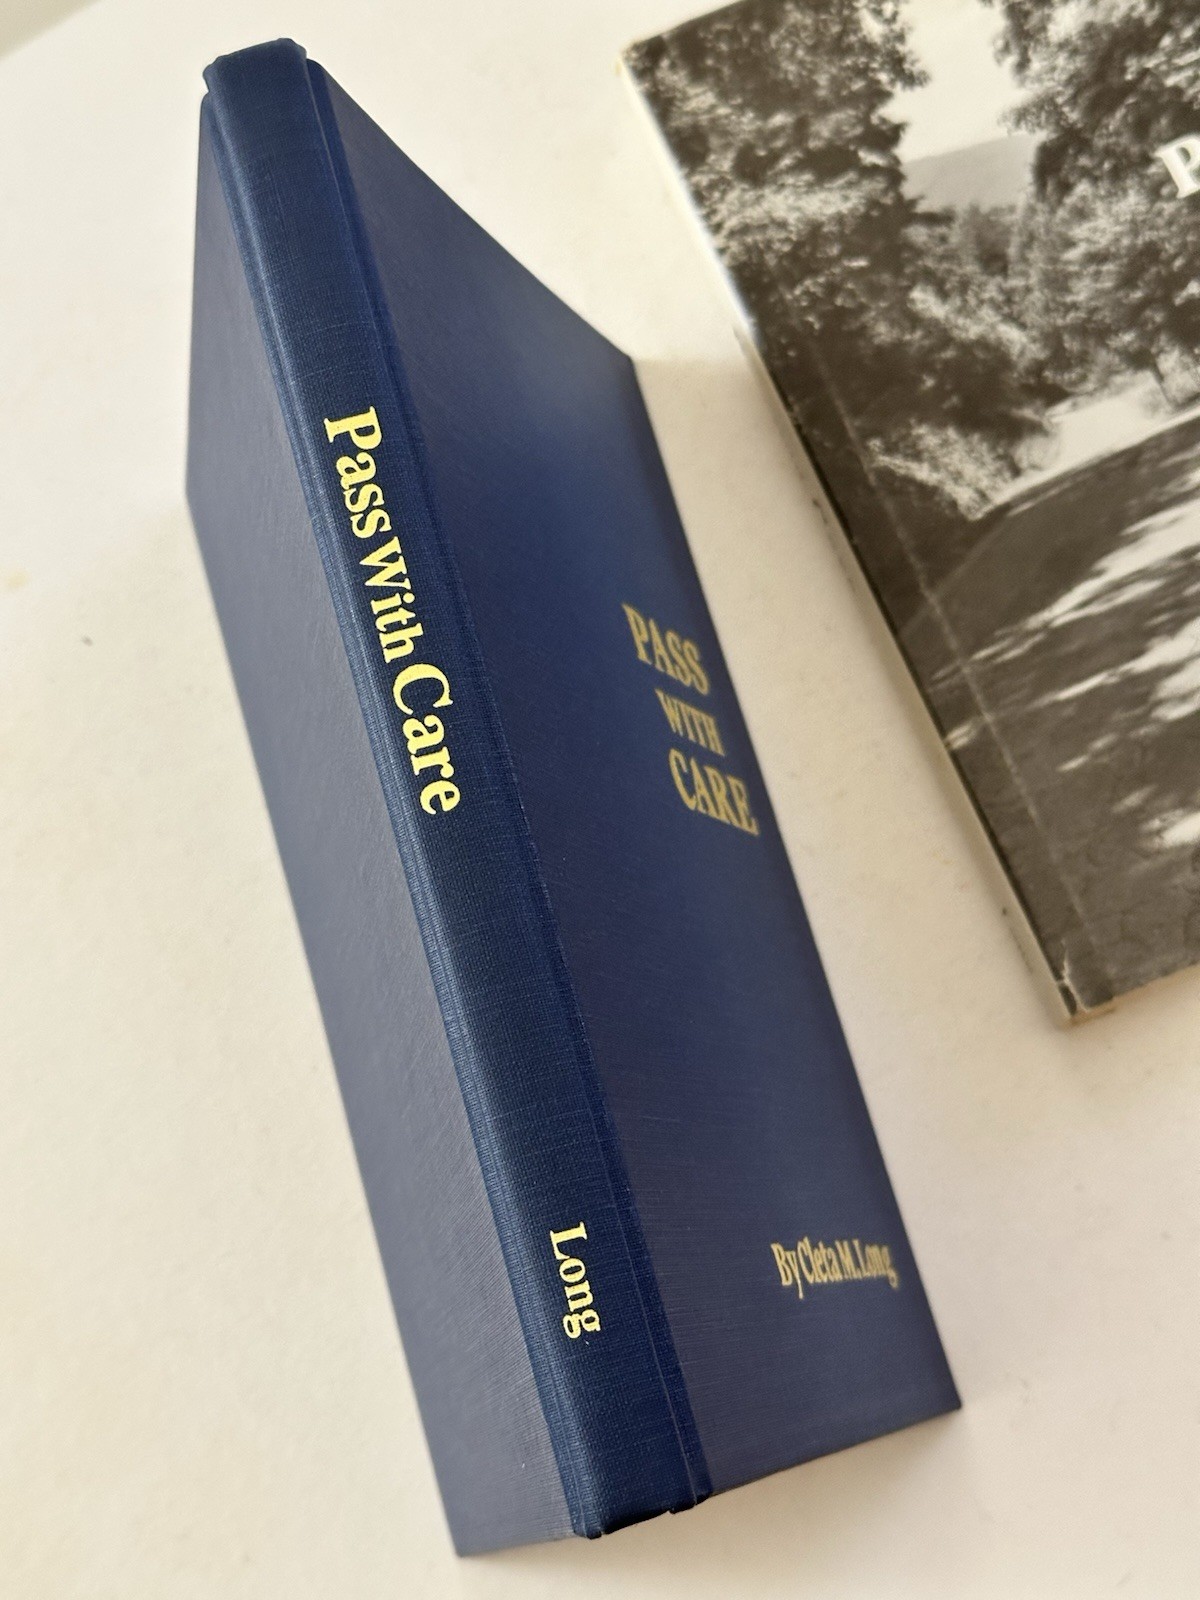 Pass With Care
Long
PASS
WITH
CARE
By Cleta M. Long
P